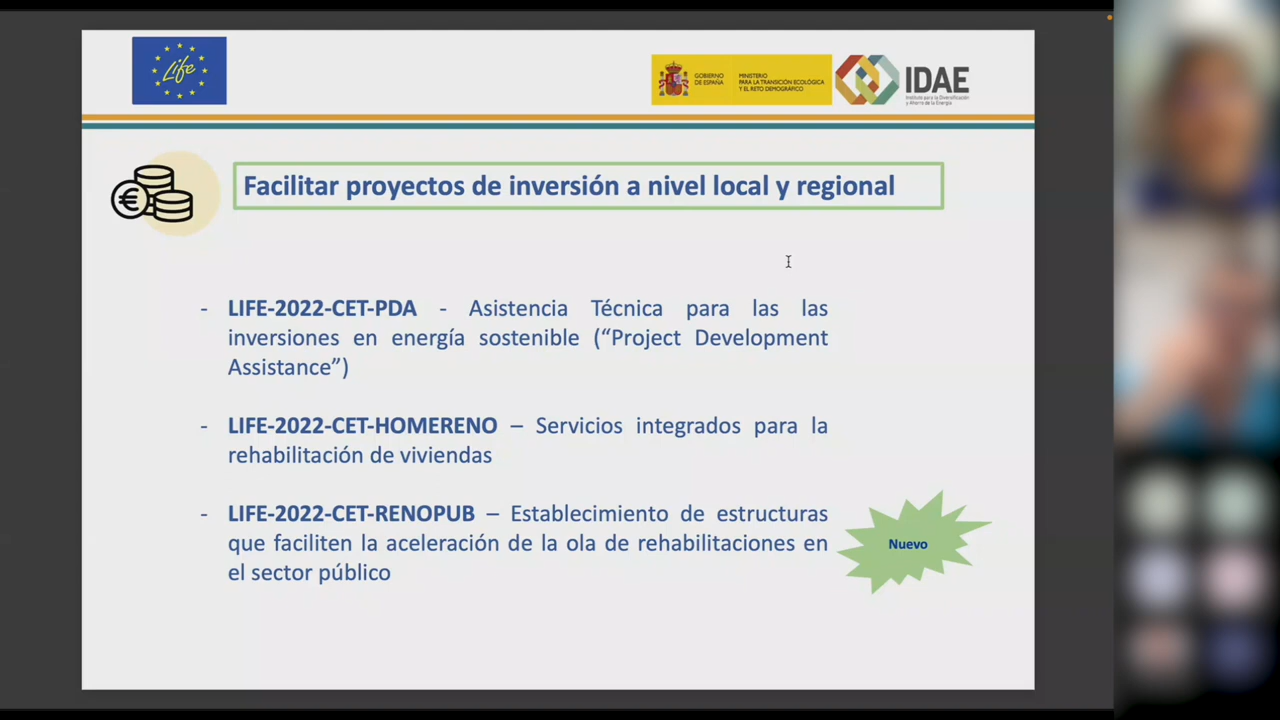 Life
GOBIERNO
DE ESPAÑA
MINISTERIO
PARA LA TRANSICIÓN ECOLÓGICA
Y EL RETO DEMOGRÁFICO
IDAE
Instituto para la Diversificación
y Ahorro de la Energía
€
Facilitar proyectos de inversión a nivel local y regional
- LIFE-2022-CET-PDA - Asistencia Técnica para las las
inversiones en energía sostenible (“Project Development
Assistance”)
- LIFE-2022-CET-HOMERENO – Servicios integrados para la
rehabilitación de viviendas
- LIFE-2022-CET-RENOPUB – Establecimiento de estructuras
que faciliten la aceleración de la ola de rehabilitaciones en
el sector público
Nuevo